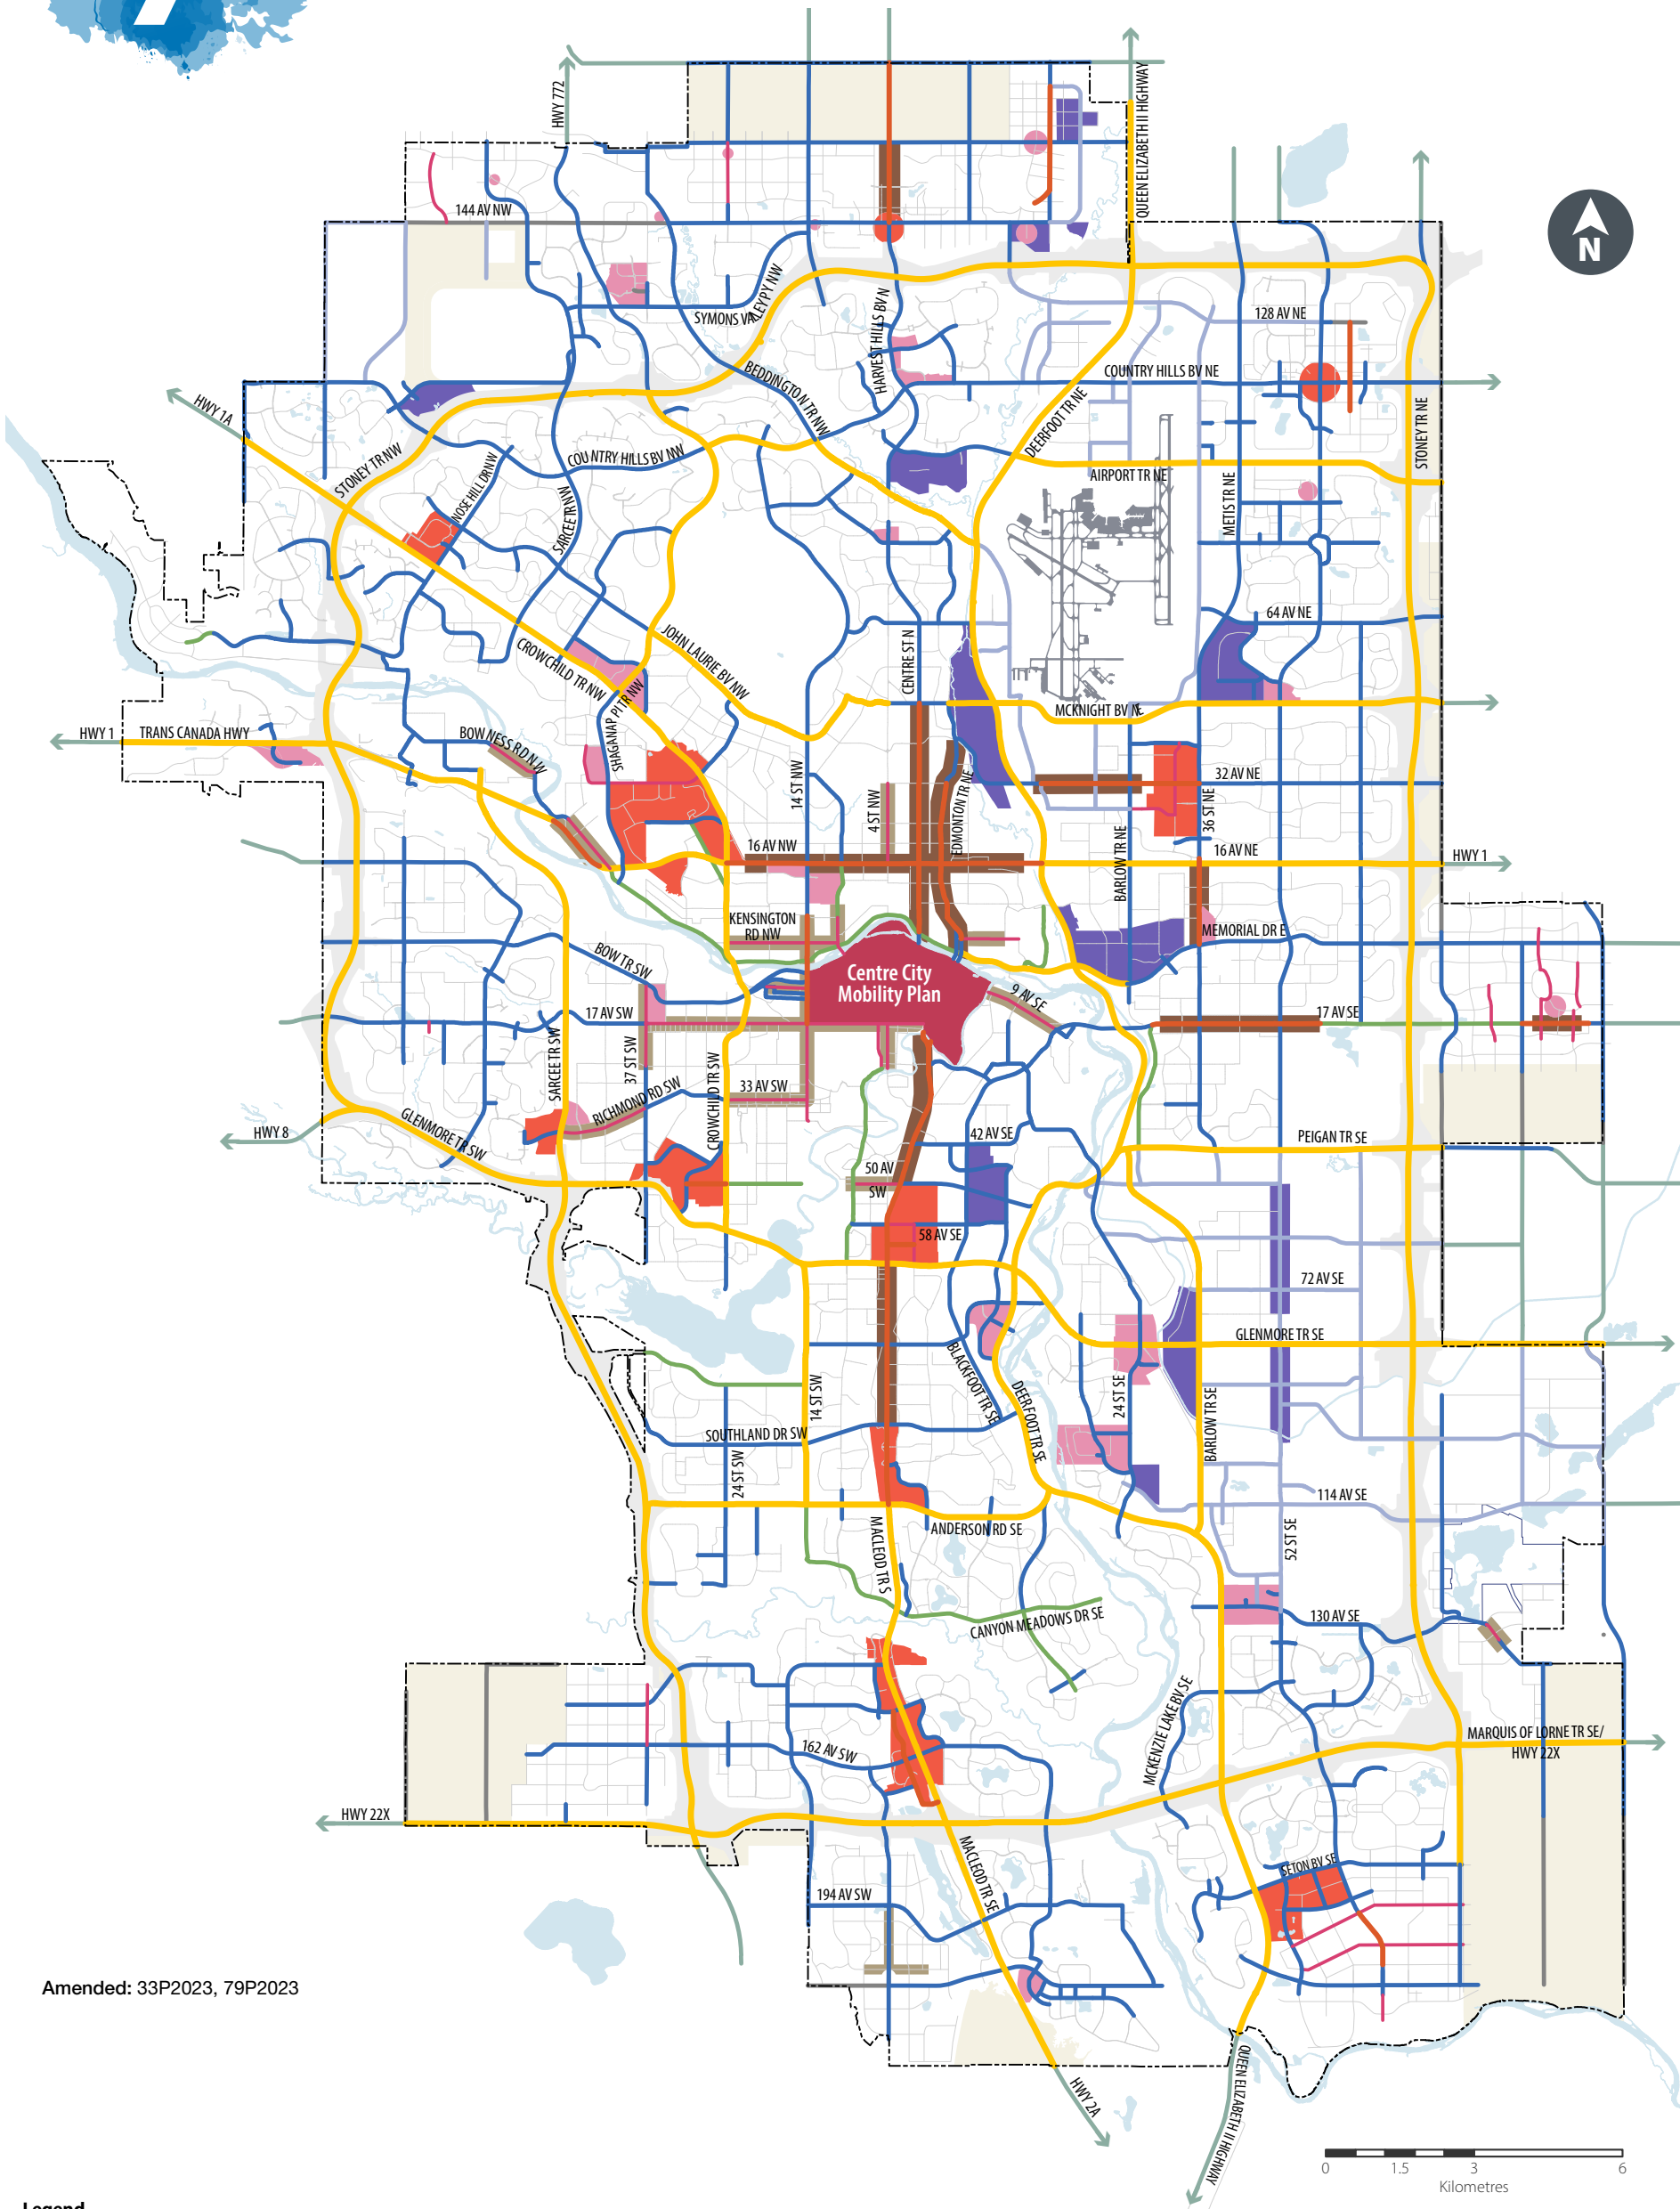 HWY 772
QUEEN ELIZABETH II HIGHWAY
144 AV NW
N
SYMONS VALLEY PY NW
HARVEST HILLS BV N
128 AV NE
BEDDINGTON TR NW
COUNTRY HILLS BV NE
HWY 1A
DEERFOOT TR NE
STONEY TR NE
STONEY TR NW
NOSE HILL DR NW
COUNTRY HILLS BV NW
SARCEE TR NW
AIRPORT TR NE
METIS TR NE
64 AV NE
CROWCHILD TR NW
JOHN LAURIE BV NW
CENTRE ST N
SHAGANAPPI TR NW
MCKNIGHT BV NE
HWY 1
TRANS CANADA HWY
BOWNESS RD NW
14 ST NW
4 ST NW
EDMONTON TR NE
32 AV NE
36 ST NE
BARLOW TR NE
16 AV NW
16 AV NE
HWY 1
KENSINGTON
RD NW
MEMORIAL DR E
BOW TR SW
Centre City
Mobility Plan
9 AV SE
17 AV SW
17 AV SE
SARCEE TR SW
37 ST SW
CROWCHILD TR SW
33 AV SW
RICHMOND RD SW
HWY 8
GLENMORE TR SW
42 AV SE
PEIGAN TR SE
50 AV
SW
58 AV SE
72 AV SE
GLENMORE TR SE
BLACKFOOT TR SE
DEERFOOT TR SE
14 ST SW
24 ST SE
BARLOW TR SE
SOUTHLAND DR SW
24 ST SW
114 AV SE
ANDERSON RD SE
MACLEOD TR S
52 ST SE
CANYON MEADOWS DR SE
130 AV SE
MCKENZIE LAKE BV SE
MARQUIS OF LORNE TR SE/
HWY 22X
162 AV SW
HWY 22X
MACLEOD TR SE
SETON BV SE
194 AV SW
Amended: 33P2023, 79P2023
HWY 2A
QUEEN ELIZABETH II HIGHWAY
0 1.5 3 6
Kilometres
Legend